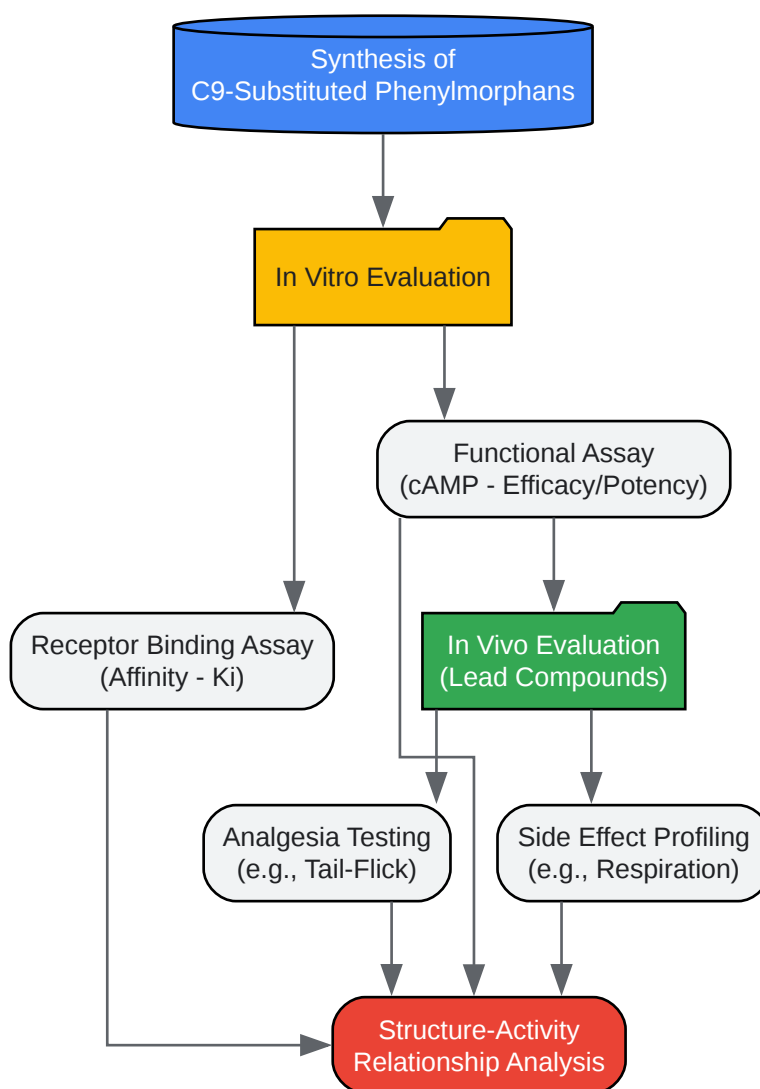 Synthesis of
C9-Substituted Phenylmorphans
In Vitro Evaluation
Functional Assay
(cAMP - Efficacy/Potency)
Receptor Binding Assay
(Affinity - Ki)
In Vivo Evaluation
(Lead Compounds)
Analgesia Testing
(e.g., Tail-Flick)
Side Effect Profiling
(e.g., Respiration)
Structure-Activity
Relationship Analysis